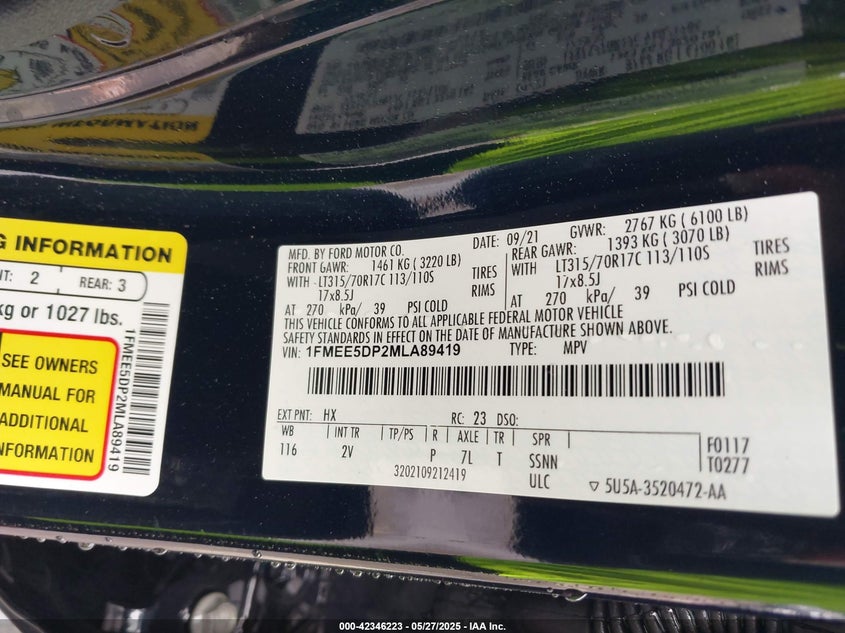 G INFORMATION
NT: 2 REAR: 3
kg or 1027 lbs.
SEE OWNERS
MANUAL FOR
ADDITIONAL
INFORMATION
1FMEE5DP2MLA89419
MFD. BY FORD MOTOR CO.
DATE: 09/21 GVWR: 2767 KG ( 6100 LB)
FRONT GAWR: 1461 KG ( 3220 LB) REAR GAWR: 1393 KG ( 3070 LB)
WITH LT315/70R17C 113/110S TIRES WITH LT315/70R17C 113/110S TIRES
17x8.5J RIMS 17x8.5J RIMS
AT 270 kPa/ 39 PSI COLD AT 270 kPa/ 39 PSI COLD
THIS VEHICLE CONFORMS TO ALL APPLICABLE FEDERAL MOTOR VEHICLE
SAFETY STANDARDS IN EFFECT ON THE DATE OF MANUFACTURE SHOWN ABOVE.
VIN: 1FMEE5DP2MLA89419 TYPE: MPV
EXT PNT: HX RC: 23 DSO:
WB INT TR TP/PS R AXLE TR SPR
116 2V P 7L T SSNN
3202109212419 ULC
F0117
T0277
▽ 5U5A-3520472-AA
000-42346223 — 05/27/2025 — IAA Inc.